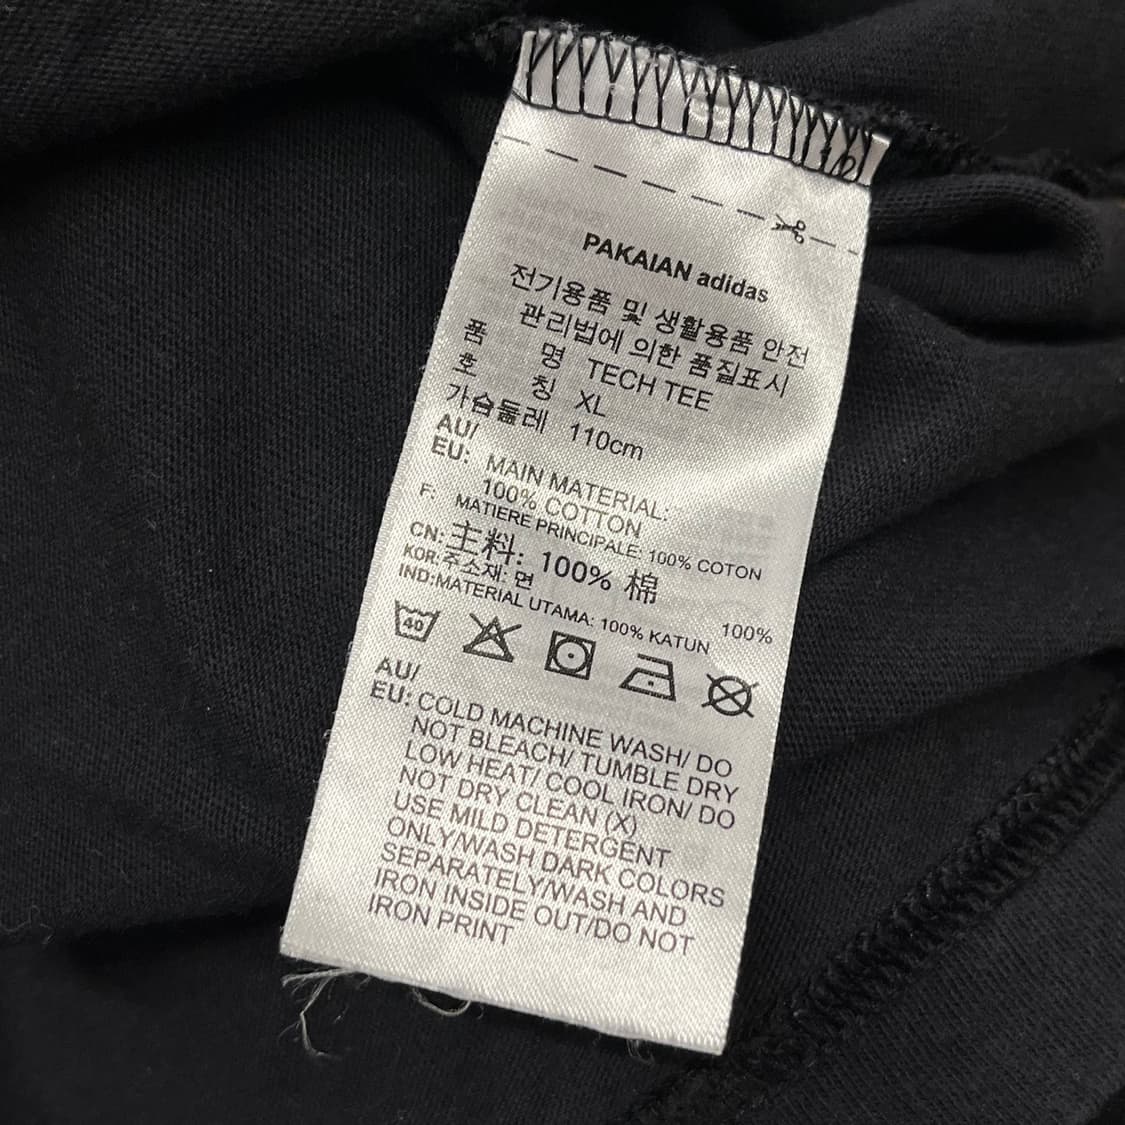 1/2
PAKAIAN adidas
전기용품 및 생활용품 안전
관리법에 의한 품질표시
품 명 TECH TEE
호 칭 XL
가슴둘레 110cm
AU/
EU: MAIN MATERIAL:
100% COTTON
F: MATIERE PRINCIPALE: 100% COTON
CN: 主料: 100% 棉
KOR: 주소재: 면 100%
IND: MATERIAL UTAMA: 100% KATUN
40
AU/
EU: COLD MACHINE WASH/ DO
NOT BLEACH/ TUMBLE DRY
LOW HEAT/ COOL IRON/ DO
NOT DRY CLEAN (X)
USE MILD DETERGENT
ONLY/WASH DARK COLORS
SEPARATELY/WASH AND
IRON INSIDE OUT/DO NOT
IRON PRINT